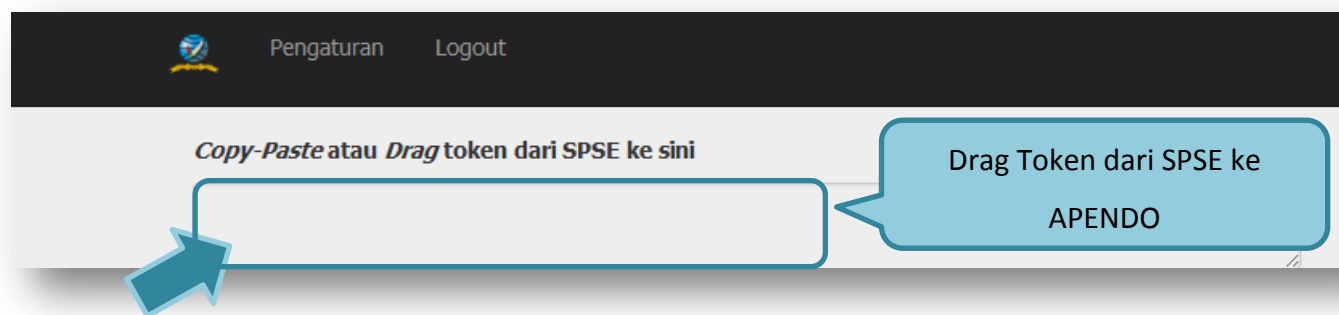 Pengaturan Logout
Copy-Paste atau Drag token dari SPSE ke sini
Drag Token dari SPSE ke
APENDO